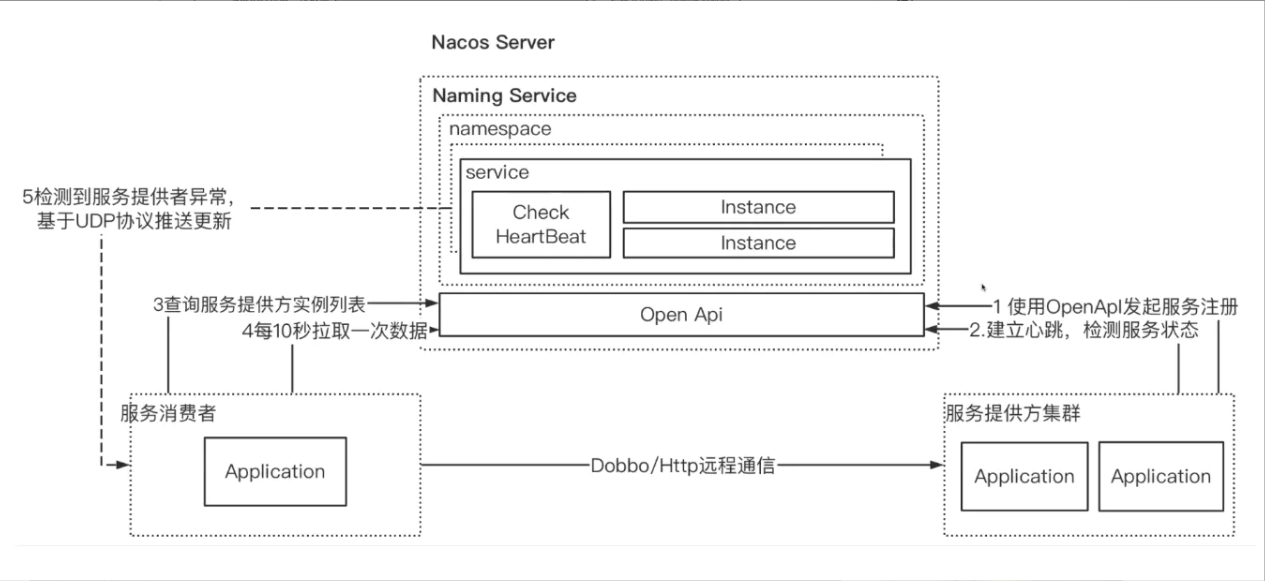 Nacos Server
Naming Service
namespace
service
Check
HeartBeat
Instance
Instance
Open Api
5检测到服务提供者异常，
基于UDP协议推送更新
3查询服务提供方实例列表
4每10秒拉取一次数据
1 使用OpenApI发起服务注册
2.建立心跳，检测服务状态
服务消费者
Application
Dobbo/Http远程通信
服务提供方集群
Application
Application